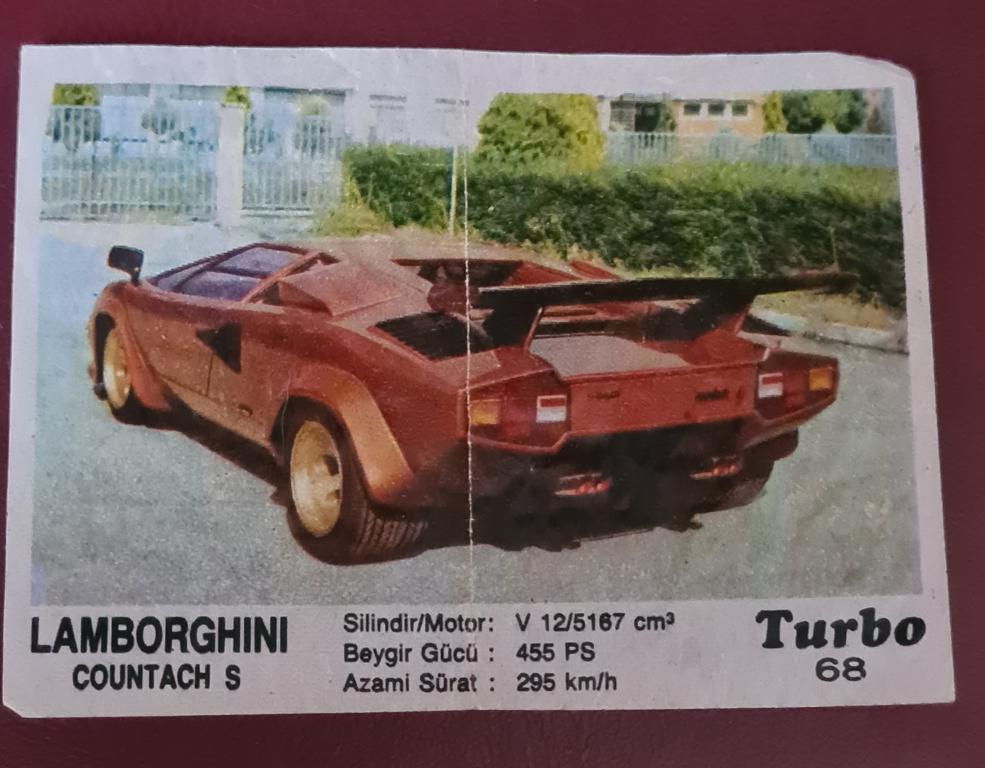 LAMBORGHINI
COUNTACH S
Silindir/Motor: V 12/5167 cm³
Beygir Gücü : 455 PS
Azami Sürat : 295 km/h
Turbo
68